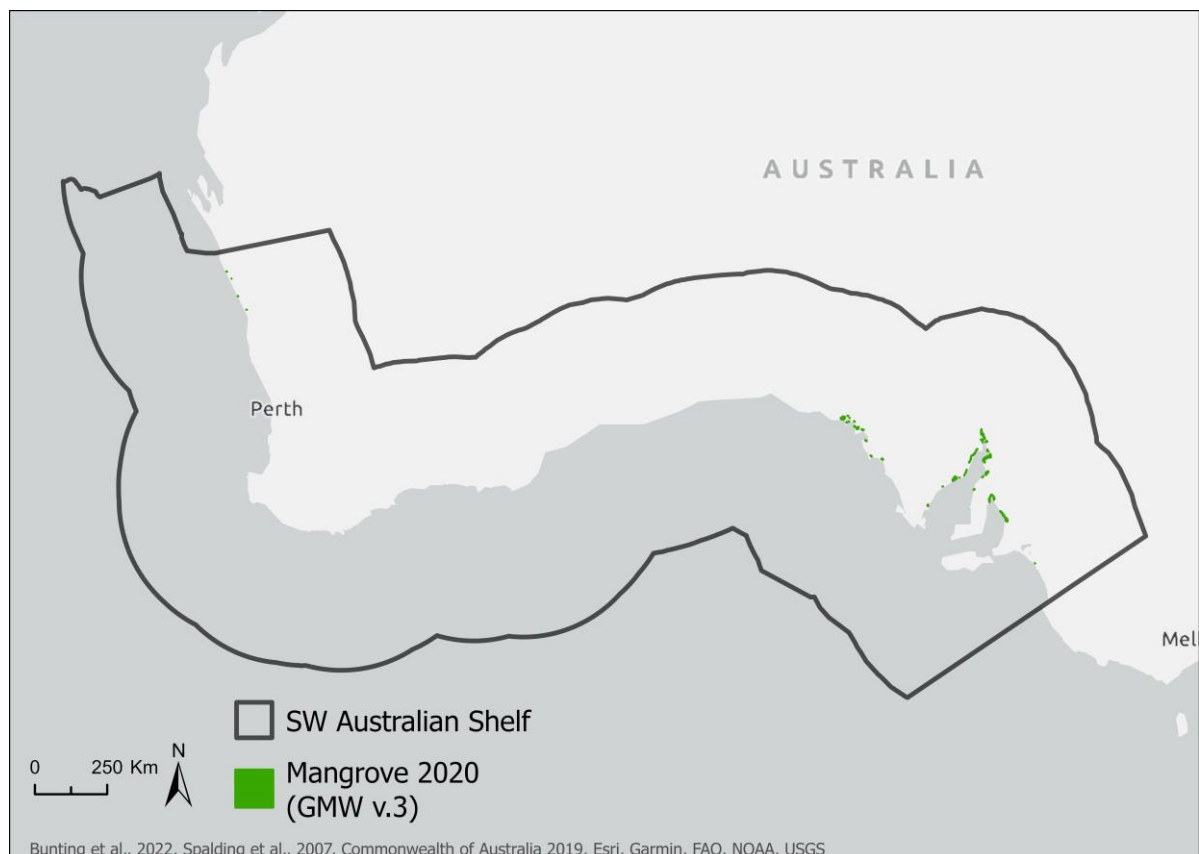 AUSTRALIA
Perth
Mel
SW Australian Shelf
N
0 250 Km
Mangrove 2020
(GMW v.3)
Bunting et al., 2022, Spalding et al., 2007, Commonwealth of Australia 2019, Esri, Garmin, FAO, NOAA, USGS